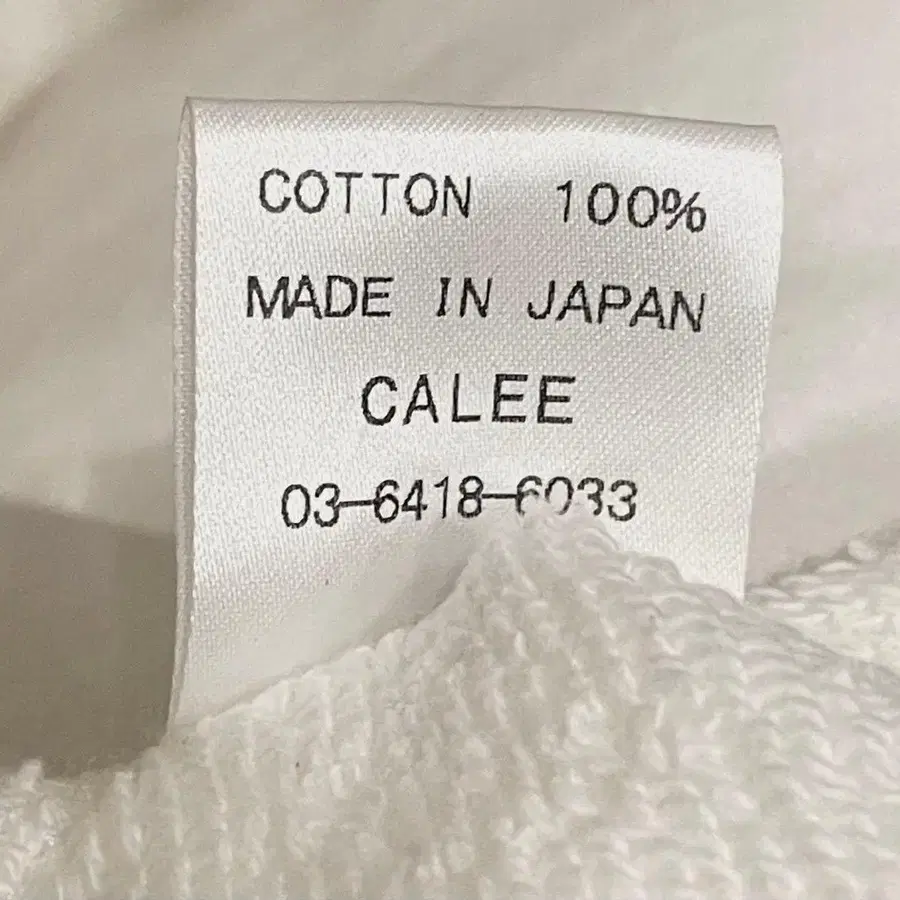 COTTON 100%
MADE IN JAPAN
CALEE
03-6418-6033